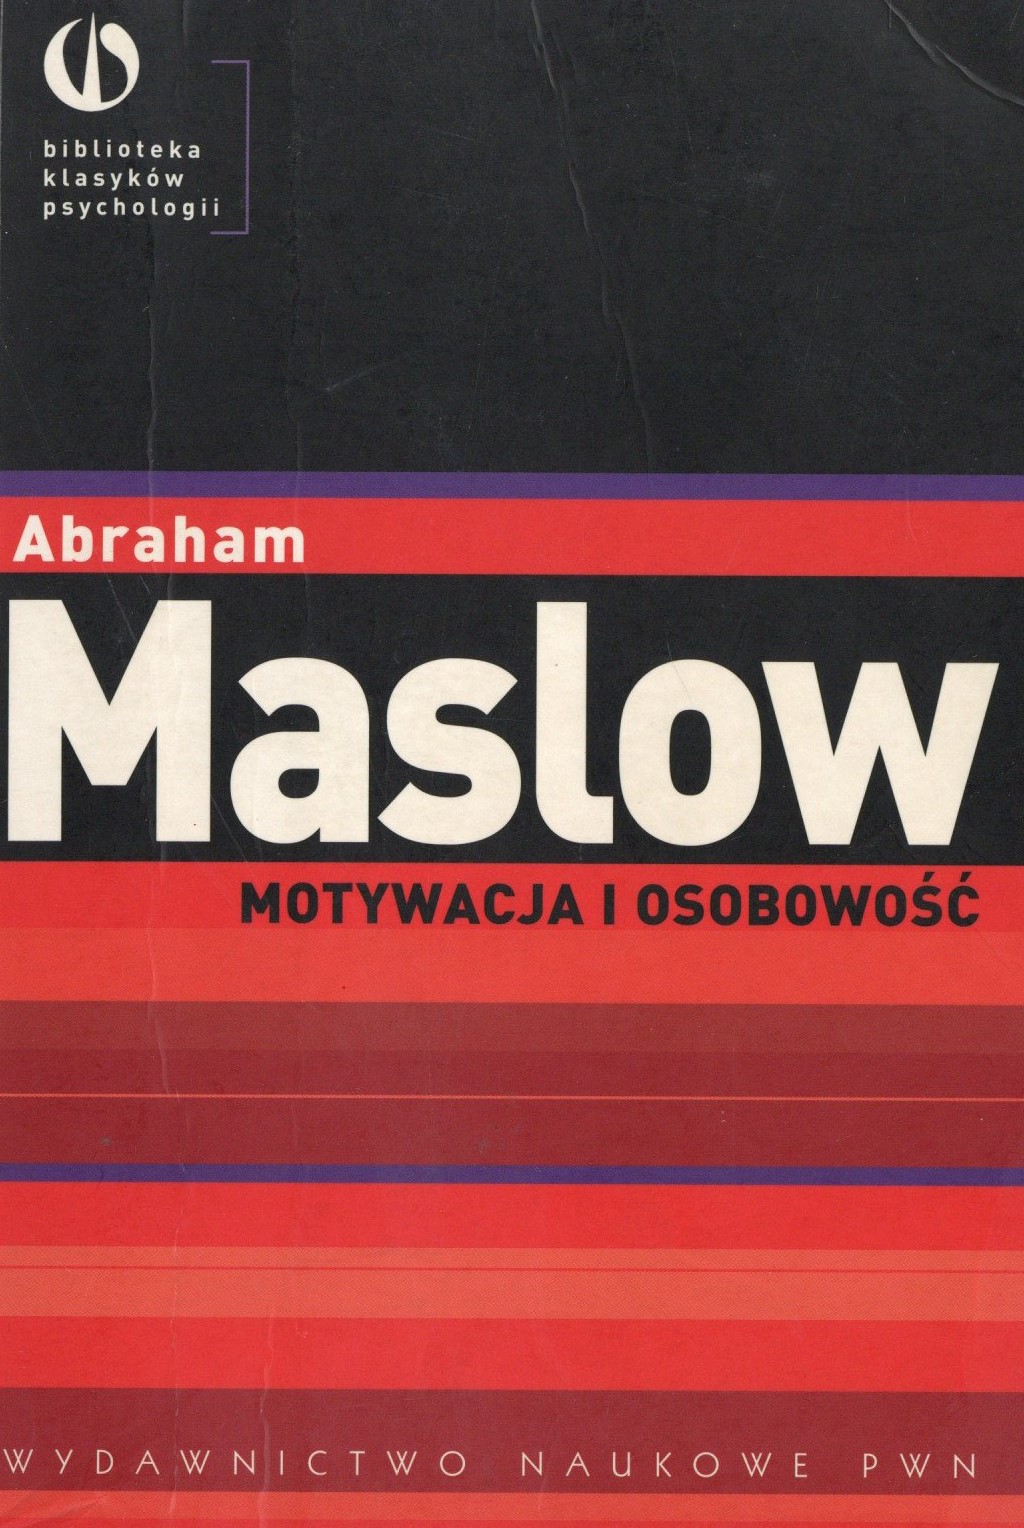 biblioteka
klasyków
psychologii
Abraham
Maslow
MOTYWACJA I OSOBOWOŚĆ
WYDAWNICTWO NAUKOWE PWN